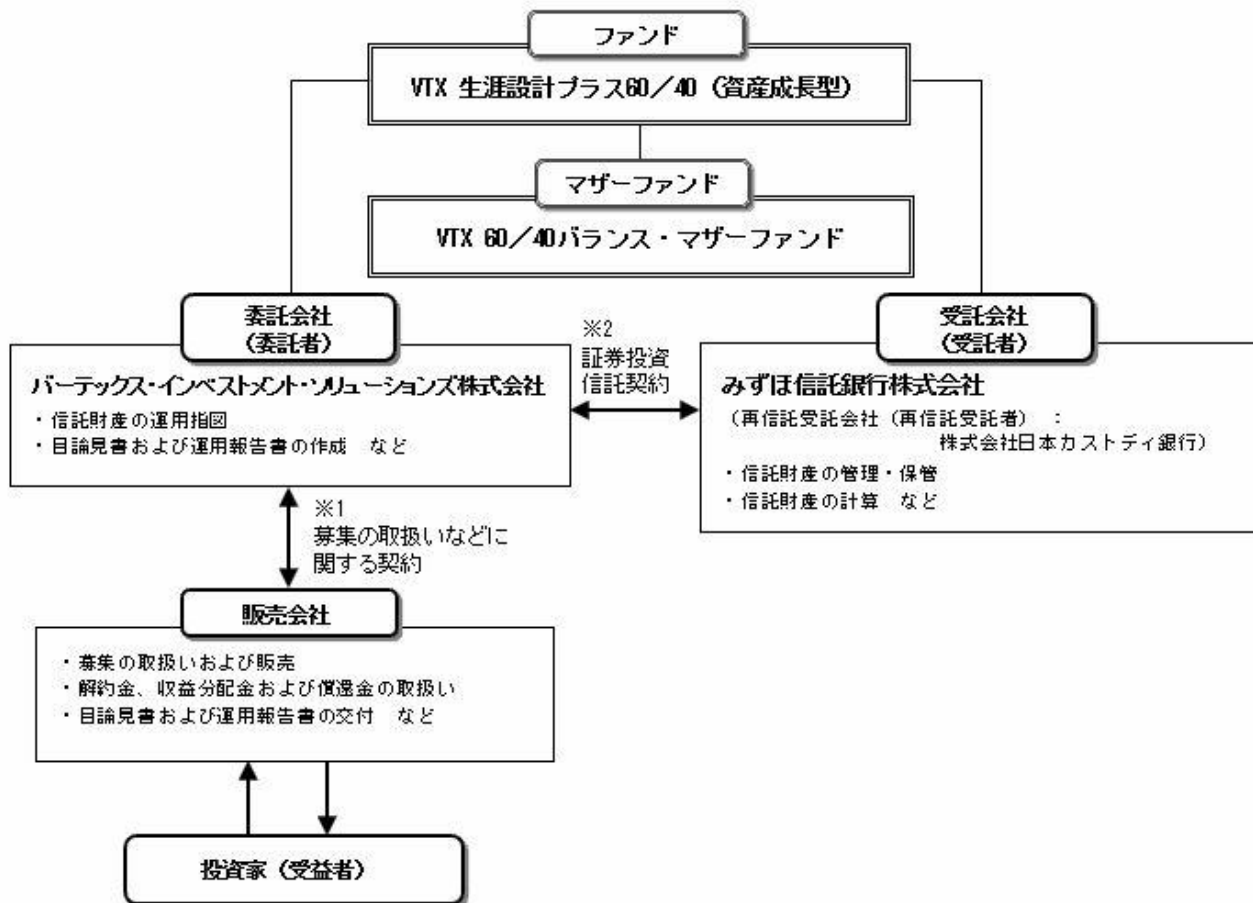 ファンド
VTX 生涯設計プラス60／40（資産成長型）
マザーファンド
VTX 60／40バランス・マザーファンド
委託会社
（委託者）
バーテックス・インベストメント・ソリューションズ株式会社
・信託財産の運用指図
・目論見書および運用報告書の作成　など
※2
証券投資
信託契約
受託会社
（受託者）
みずほ信託銀行株式会社
（再信託受託会社（再信託受託者）　：
株式会社日本カストディ銀行）
・信託財産の管理・保管
・信託財産の計算　など
※1
募集の取扱いなどに
関する契約
販売会社
・募集の取扱いおよび販売
・解約金、収益分配金および償還金の取扱い
・目論見書および運用報告書の交付　など
投資家（受益者）